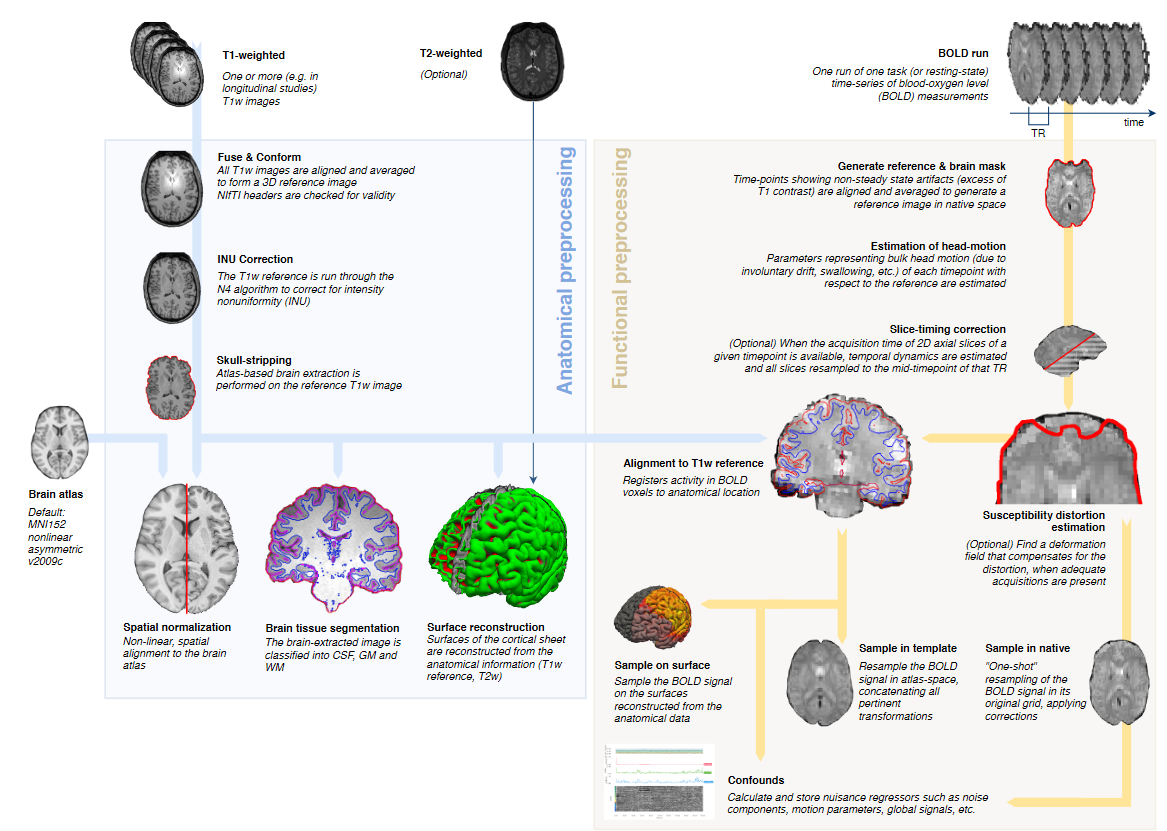 T1-weighted
One or more (e.g. in
longitudinal studies)
T1w images
T2-weighted
(Optional)
BOLD run
One run of one task (or resting-state)
time-series of blood-oxygen level
(BOLD) measurements
TR
time
Anatomical preprocessing
Fuse & Conform
All T1w images are aligned and averaged
to form a 3D reference image
NIfTI headers are checked for validity
INU Correction
The T1w reference is run through the
N4 algorithm to correct for intensity
nonuniformity (INU)
Skull-stripping
Atlas-based brain extraction is
performed on the reference T1w image
Brain atlas
Default:
MNI152
nonlinear
asymmetric
v2009c
Spatial normalization
Non-linear, spatial
alignment to the brain
atlas
Brain tissue segmentation
The brain-extracted image is
classified into CSF, GM and
WM
Surface reconstruction
Surfaces of the cortical sheet
are reconstructed from the
anatomical information (T1w
reference, T2w)
Functional preprocessing
Generate reference & brain mask
Time-points showing non-steady state artifacts (excess of
T1 contrast) are aligned and averaged to generate a
reference image in native space
Estimation of head-motion
Parameters representing bulk head motion (due to
involuntary drift, swallowing, etc.) of each timepoint with
respect to the reference are estimated
Slice-timing correction
(Optional) When the acquisition time of 2D axial slices of a
given timepoint is available, temporal dynamics are estimated
and all slices resampled to the mid-timepoint of that TR
Alignment to T1w reference
Registers activity in BOLD
voxels to anatomical location
Susceptibility distortion
estimation
(Optional) Find a deformation
field that compensates for the
distortion, when adequate
acquisitions are present
Sample on surface
Sample the BOLD signal
on the surfaces
reconstructed from the
anatomical data
Sample in template
Resample the BOLD
signal in atlas-space,
concatenating all
pertinent
transformations
Sample in native
"One-shot"
resampling of the
BOLD signal in its
original grid, applying
corrections
Confounds
Calculate and store nuisance regressors such as noise
components, motion parameters, global signals, etc.